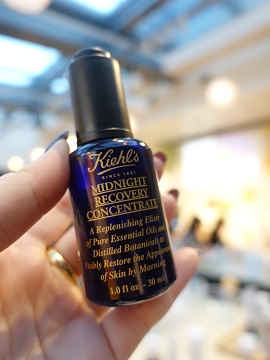 Kiehl's
SINCE 1851
MIDNIGHT
RECOVERY
CONCENTRATE
A Replenishing Elixir
of Pure Essential Oils and
Distilled Botanicals to
Visibly Restore the Appearance
of Skin by Morning
1.0 fl. oz. - 30 ml